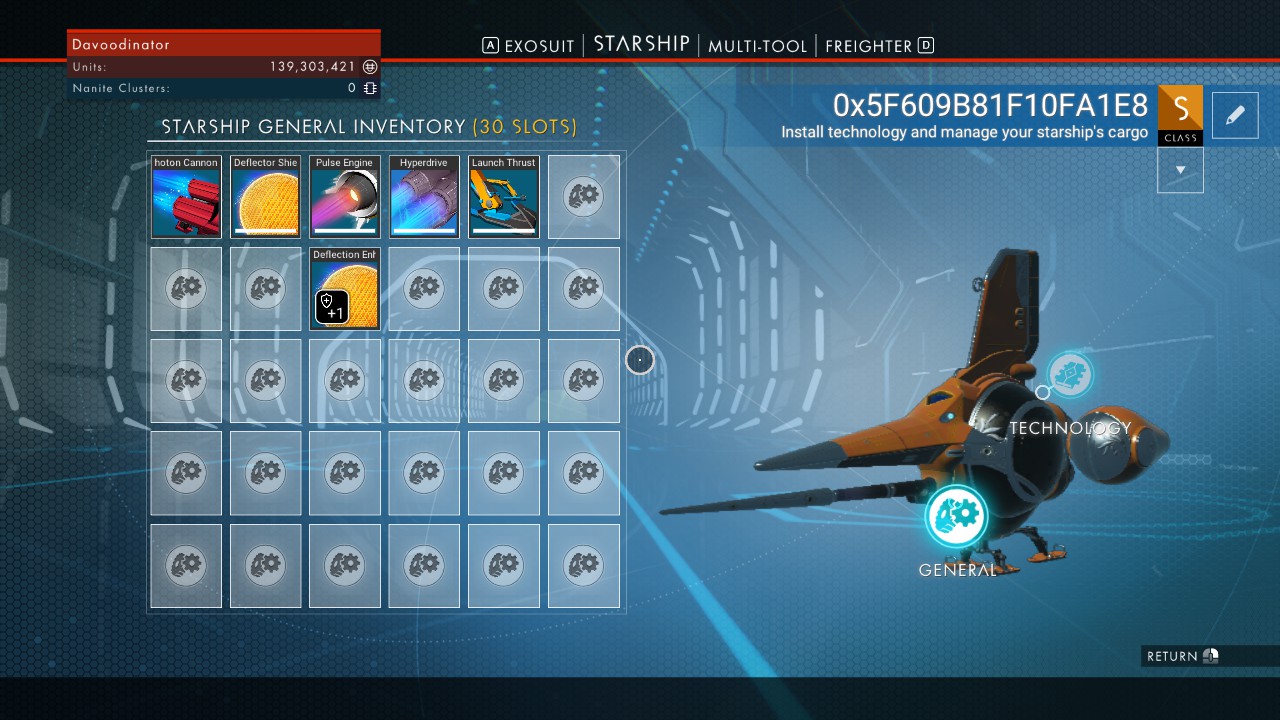 Davoodinator
Units: 139,303,421
Nanite Clusters: 0
A EXOSUIT STARSHIP MULTI-TOOL FREIGHTER D
0x5F609B81F10FA1E8
Install technology and manage your starship's cargo
S
CLASS
STARSHIP GENERAL INVENTORY (30 SLOTS)
hoton Cannon Deflector Shie Pulse Engine Hyperdrive Launch Thrust
Deflection Enh
+1
TECHNOLOGY
GENERAL
RETURN